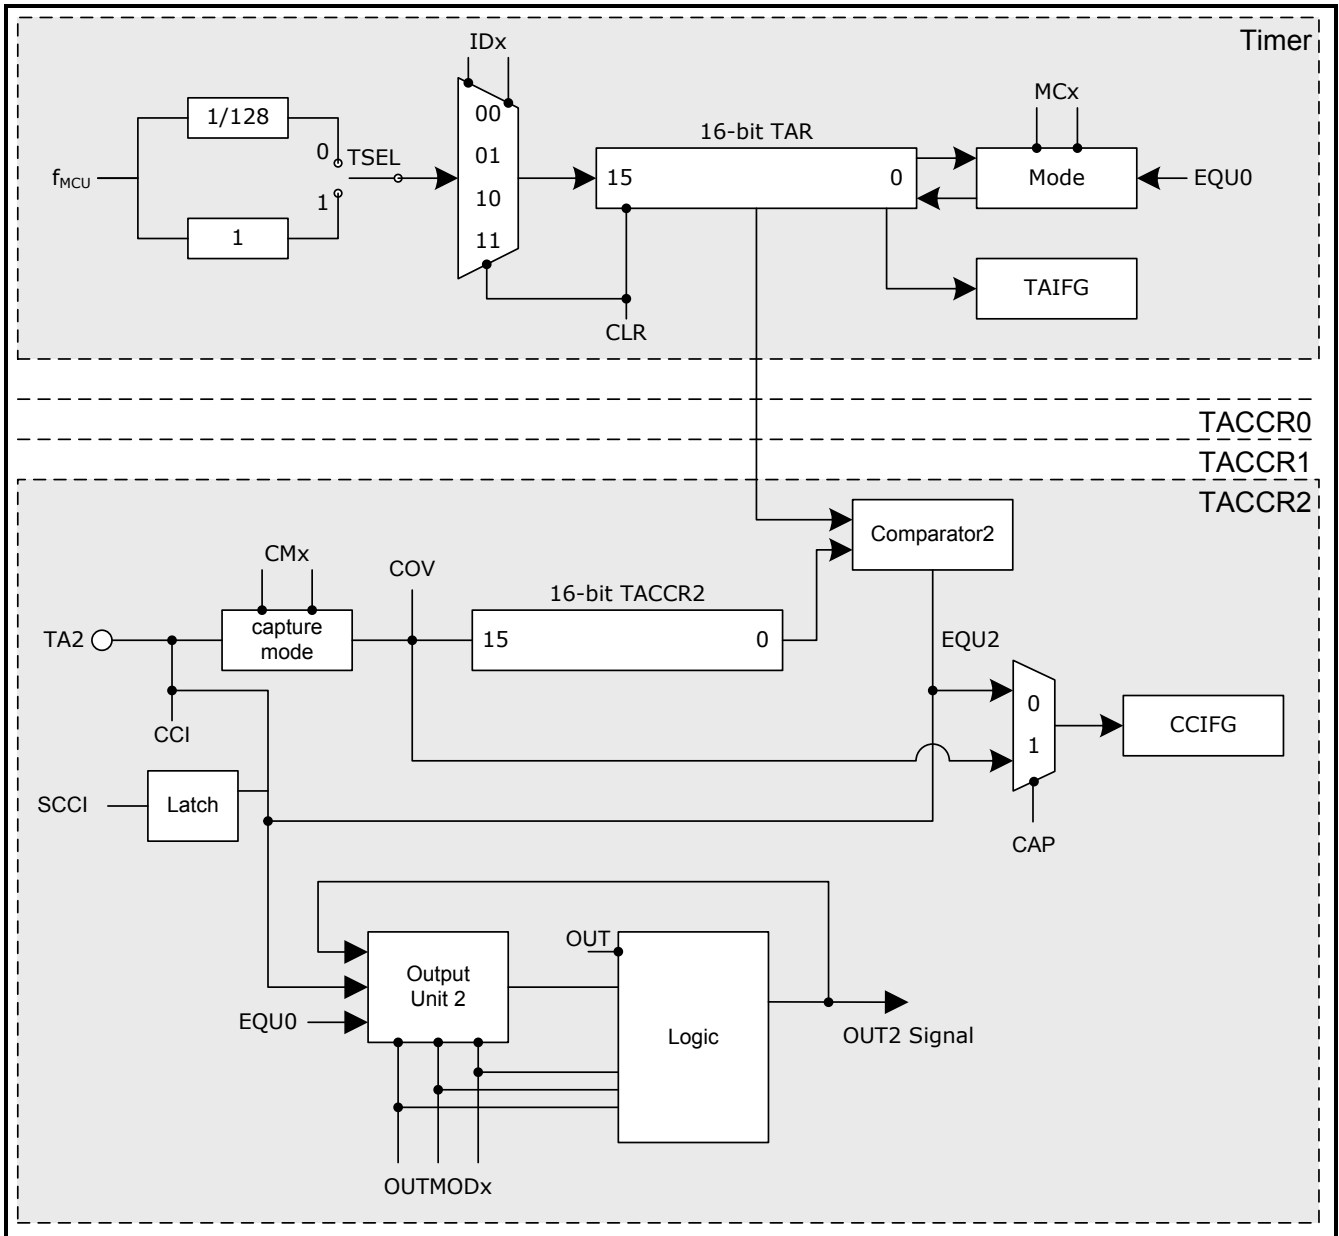 Timer
IDx
MCx
1/128
00
16-bit TAR
0
TSEL
01
fMCU
15
0
Mode
EQU0
10
1
1
11
TAIFG
CLR
TACCR0
TACCR1
TACCR2
Comparator2
CMx
COV
16-bit TACCR2
TA2
capture
mode
15
0
EQU2
0
CCIFG
CCI
1
SCCI
Latch
CAP
OUT
Output
Unit 2
EQU0
Logic
OUT2 Signal
OUTMODx